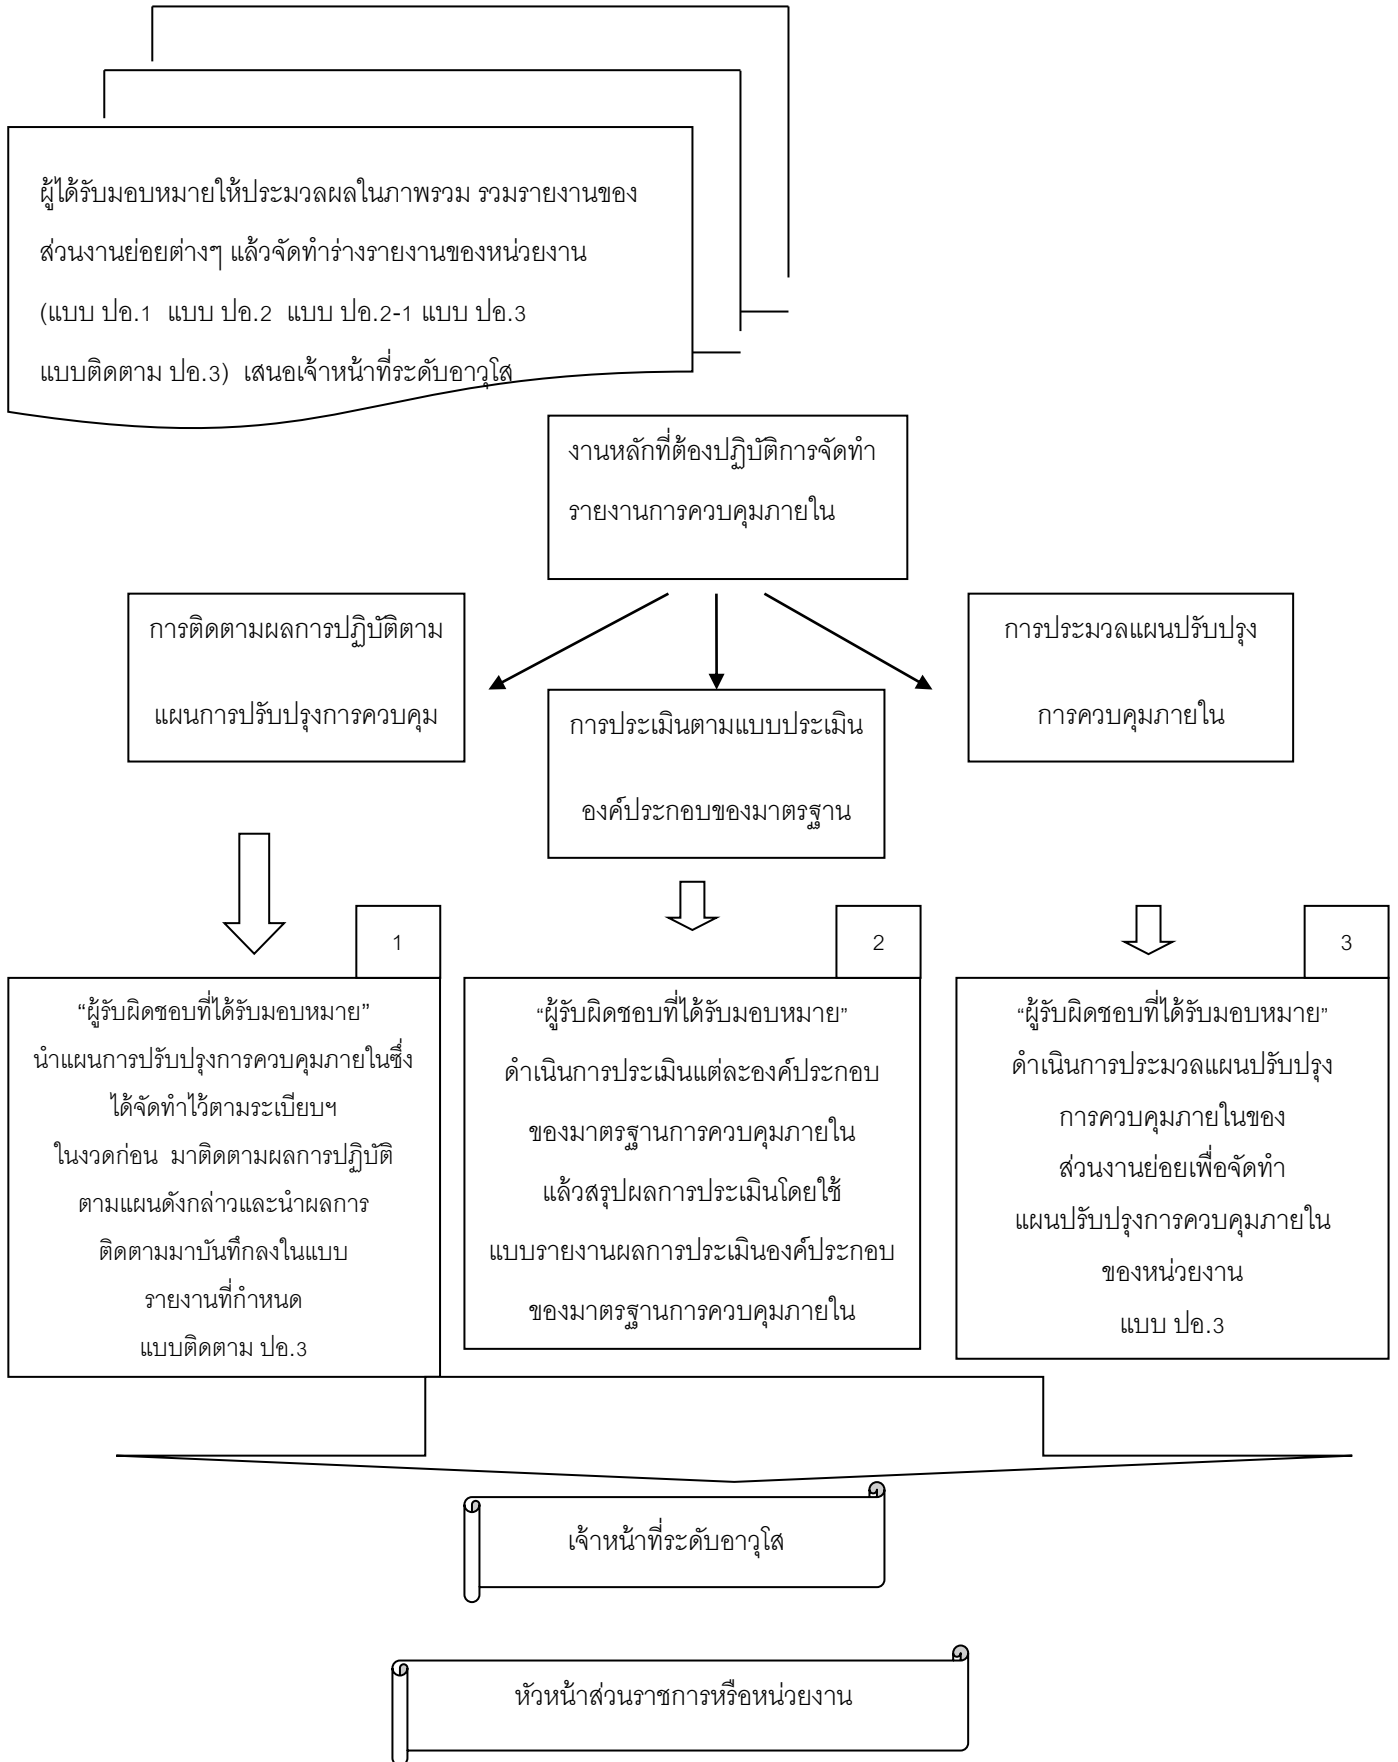 ผู้ได้รับมอบหมายให้ประมวลผลในภาพรวม รวมรายงานของ
ส่วนงานย่อยต่างๆ แล้วจัดทำร่างรายงานของหน่วยงาน
(แบบ ปอ.1 แบบ ปอ.2 แบบ ปอ.2-1 แบบ ปอ.3
แบบติดตาม ปอ.3) เสนอเจ้าหน้าที่ระดับอาวุโส
งานหลักที่ต้องปฏิบัติการจัดทำ
รายงานการควบคุมภายใน
การติดตามผลการปฏิบัติตาม
แผนการปรับปรุงการควบคุม
การประเมินตามแบบประเมิน
องค์ประกอบของมาตรฐาน
การประมวลแผนปรับปรุง
การควบคุมภายใน
1
“ผู้รับผิดชอบที่ได้รับมอบหมาย”
นำแผนการปรับปรุงการควบคุมภายในซึ่ง
ได้จัดทำไว้ตามระเบียบฯ
ในงวดก่อน มาติดตามผลการปฏิบัติ
ตามแผนดังกล่าวและนำผลการ
ติดตามมาบันทึกลงในแบบ
รายงานที่กำหนด
แบบติดตาม ปอ.3
2
“ผู้รับผิดชอบที่ได้รับมอบหมาย”
ดำเนินการประเมินแต่ละองค์ประกอบ
ของมาตรฐานการควบคุมภายใน
แล้วสรุปผลการประเมินโดยใช้
แบบรายงานผลการประเมินองค์ประกอบ
ของมาตรฐานการควบคุมภายใน
3
“ผู้รับผิดชอบที่ได้รับมอบหมาย”
ดำเนินการประมวลแผนปรับปรุง
การควบคุมภายในของ
ส่วนงานย่อยเพื่อจัดทำ
แผนปรับปรุงการควบคุมภายใน
ของหน่วยงาน
แบบ ปอ.3
เจ้าหน้าที่ระดับอาวุโส
หัวหน้าส่วนราชการหรือหน่วยงาน